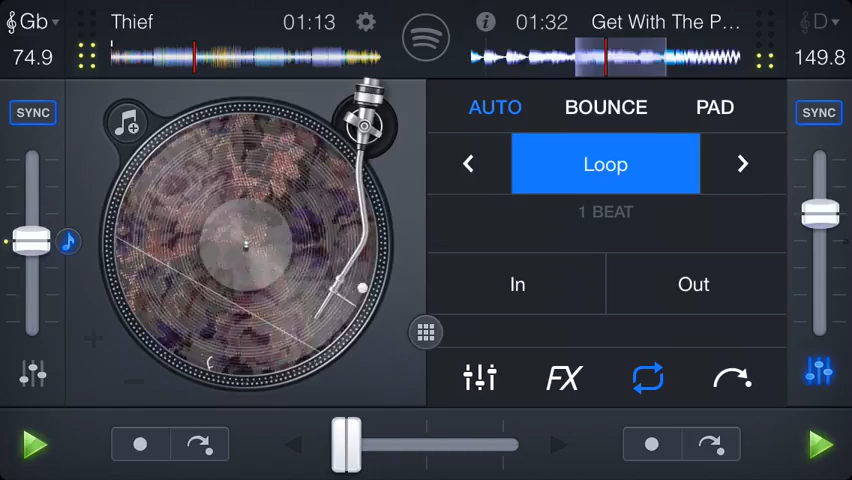 Gb
Thief
01:13
01:32
Get With The P…
D
74.9
149.8
SYNC
SYNC
AUTO
BOUNCE
PAD
Loop
1 BEAT
In
Out
FX